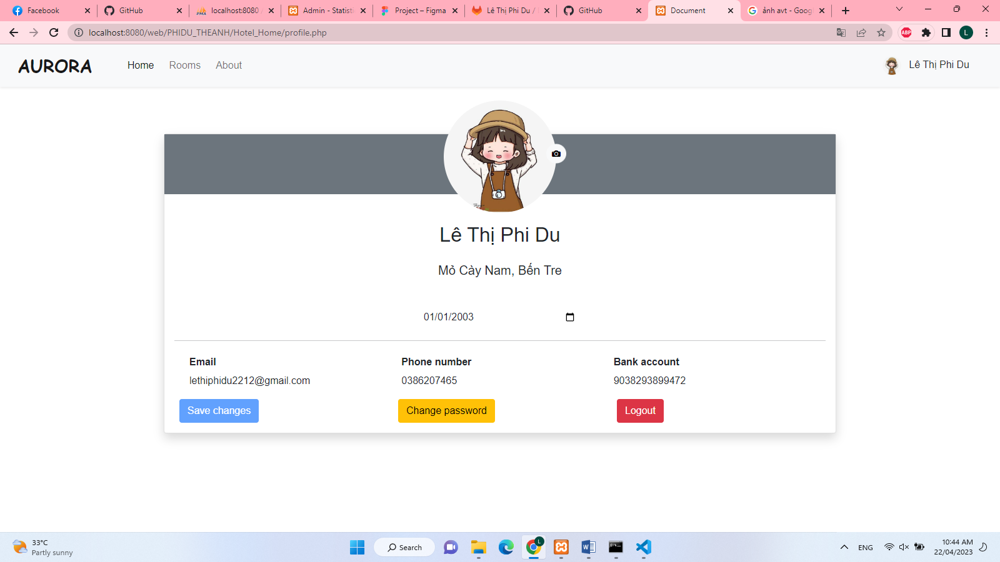 Facebook
GitHub
localhost:8080 /
Admin - Statisti
Project – Figma
Lê Thị Phi Du /
GitHub
Document
ảnh avt - Goog
localhost:8080/web/PHIDU_THEANH/Hotel_Home/profile.php
ABP
L
AURORA
Home
Rooms
About
Lê Thị Phi Du
Lê Thị Phi Du
Mỏ Cày Nam, Bến Tre
01/01/2003
Email
Phone number
Bank account
lethiphidu2212@gmail.com
0386207465
9038293899472
Save changes
Change password
Logout
33°C
Partly sunny
Search
L
ENG
10:44 AM
22/04/2023